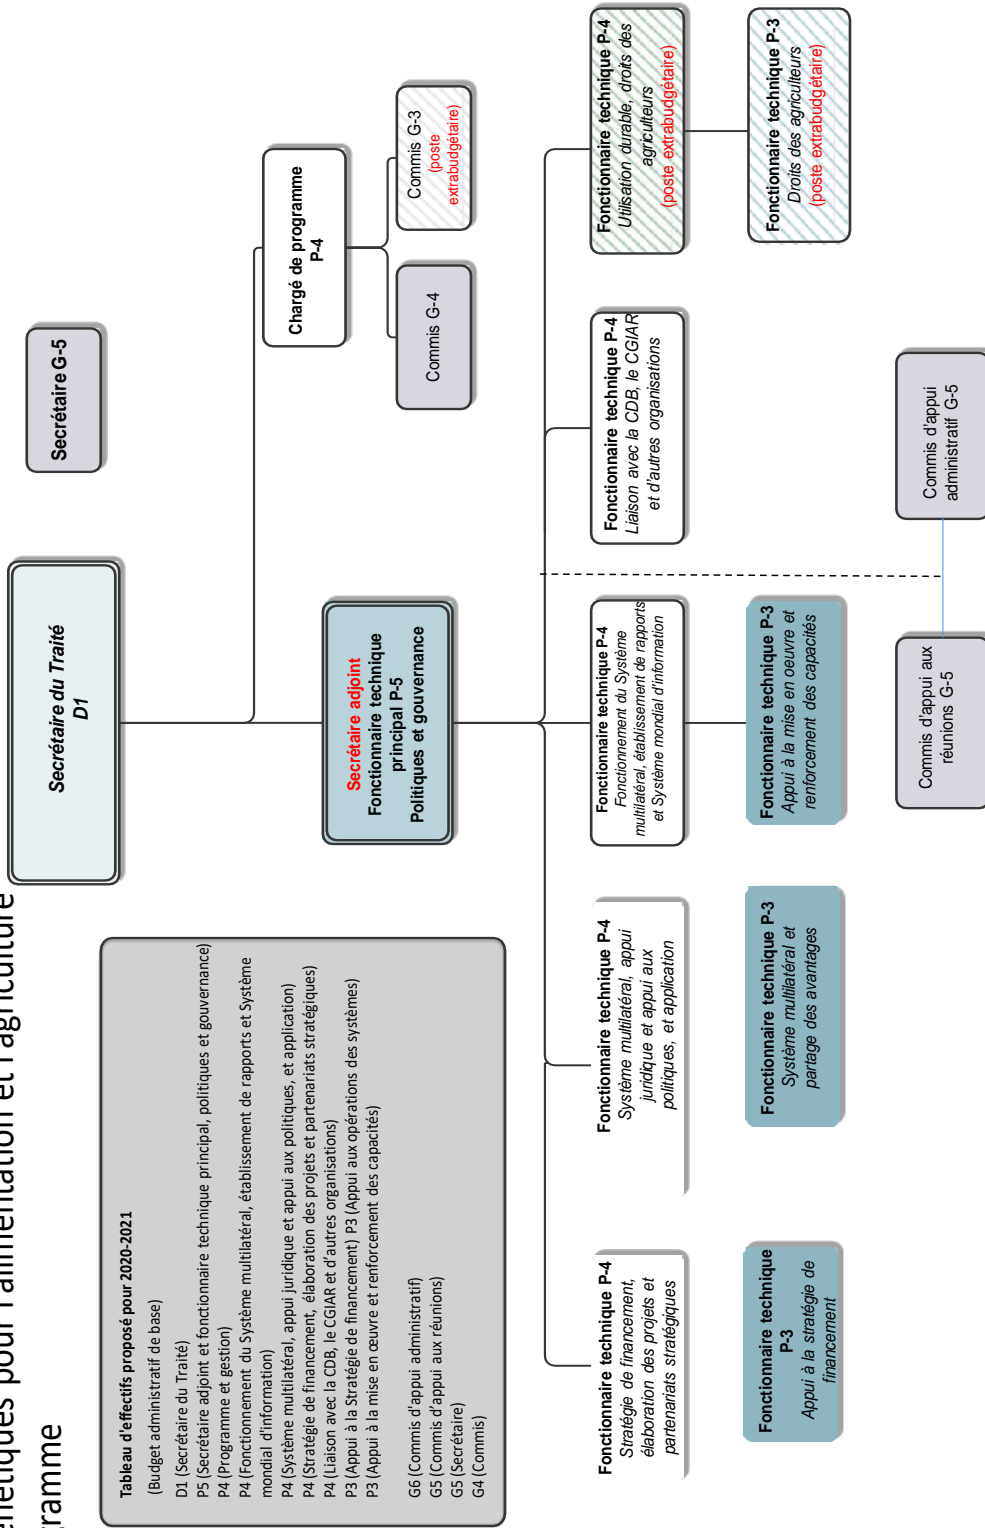 énétiques pour l'alimentation et l'agriculture
gramme
Secrétaire du Traité
D1
Secrétaire G-5
Tableau d'effectifs proposé pour 2020-2021
(Budget administratif de base)
D1 (Secrétaire du Traité)
P5 (Secrétaire adjoint et fonctionnaire technique principal, politiques et gouvernance)
P4 (Programme et gestion)
P4 (Fonctionnement du Système multilatéral, établissement de rapports et Système
mondial d'information)
P4 (Système multilatéral, appui juridique et appui aux politiques, et application)
P4 (Stratégie de financement, élaboration des projets et partenariats stratégiques)
P4 (Liaison avec la CDB, le CGIAR et d'autres organisations)
P3 (Appui à la Stratégie de financement) P3 (Appui aux opérations des systèmes)
P3 (Appui à la mise en œuvre et renforcement des capacités)
G6 (Commis d'appui administratif)
G5 (Commis d'appui aux réunions)
G5 (Secrétaire)
G4 (Commis)
Chargé de programme
P-4
Secrétaire adjoint
Fonctionnaire technique
principal P-5
Politiques et gouvernance
Commis G-4
Commis G-3
(poste
extrabudgétaire)
Fonctionnaire technique P-4
Stratégie de financement,
élaboration des projets et
partenariats stratégiques
Fonctionnaire technique P-4
Système multilatéral, appui
juridique et appui aux
politiques, et application
Fonctionnaire technique P-4
Fonctionnement du Système
multilatéral, établissement de rapports
et Système mondial d'information
Fonctionnaire technique P-4
Liaison avec la CDB, le CGIAR
et d'autres organisations
Fonctionnaire technique P-4
Utilisation durable, droits des
agriculteurs
(poste extrabudgétaire)
Fonctionnaire technique
P-3
Appui à la stratégie de
financement
Fonctionnaire technique P-3
Système multilatéral et
partage des avantages
Fonctionnaire technique P-3
Appui à la mise en oeuvre et
renforcement des capacités
Fonctionnaire technique P-3
Droits des agriculteurs
(poste extrabudgétaire)
Commis d'appui aux
réunions G-5
Commis d'appui
administratif G-5